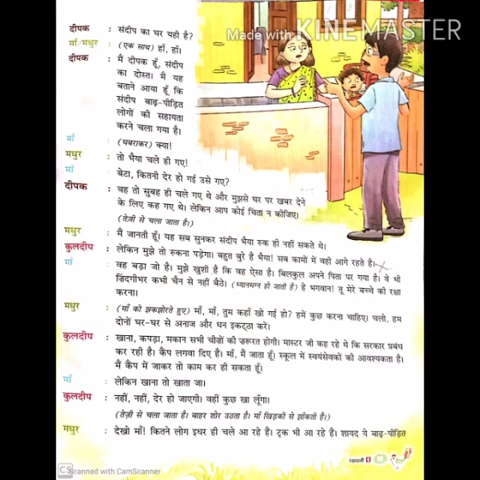 Made with KINEMASTER
दीपक : संदीप का घर यही है?
माँ/मधुर : (एक साथ) हाँ, हाँ।
दीपक : मैं दीपक हूँ, संदीप
का दोस्त। मैं यह
बताने आया हूँ कि
संदीप बाढ़-पीड़ित
लोगों की सहायता
करने चला गया है।
माँ : (घबराकर) क्या!
मधुर : तो भैया चले ही गए!
माँ : बेटा, कितनी देर हो गई उसे गए?
दीपक : वह तो सुबह ही चले गए थे और मुझसे घर पर खबर देने
के लिए कह गए थे। लेकिन आप कोई चिंता न कीजिए।
(तेज़ी से चला जाता है।)
मधुर : मैं जानती हूँ। यह सब सुनकर संदीप भैया रुक ही नहीं सकते थे।
कुलदीप : लेकिन मुझे तो रुकना पड़ेगा। बहुत बुरे हैं भैया! सब कामों में वही आगे रहते हैं।
माँ : वह बड़ा जो है। मुझे खुशी है कि वह ऐसा है। बिलकुल अपने पिता पर गया है। वे भी
ज़िंदगीभर कभी चैन से नहीं बैठे। (ध्यानमग्न हो जाती हैं) हे भगवान! तू मेरे बच्चे की रक्षा
करना।
मधुर : (माँ को झकझोरते हुए) माँ, माँ, तुम कहाँ खो गई हो? हमें कुछ करना चाहिए। चलो, हम
दोनों घर-घर से अनाज और धन इकट्ठा करें।
कुलदीप : खाना, कपड़ा, मकान सभी चीज़ों की ज़रूरत होगी। मास्टर जी कह रहे थे कि सरकार प्रबंध
कर रही है। कैंप लगवा दिए हैं। माँ, मैं जाता हूँ। स्कूल में स्वयंसेवकों की आवश्यकता है।
मैं कैंप में जाकर तो काम कर ही सकता हूँ।
माँ : लेकिन खाना तो खाता जा।
कुलदीप : नहीं, नहीं, देर हो जाएगी। वहीं कुछ खा लूँगा।
(तेज़ी से चला जाता है। बाहर शोर उठता है। माँ खिड़की से झाँकती है।)
मधुर : देखो माँ! कितने लोग इधर ही चले आ रहे हैं। ट्रक भी आ रहे हैं। शायद ये बाढ़-पीड़ित
CS Scanned with CamScanner